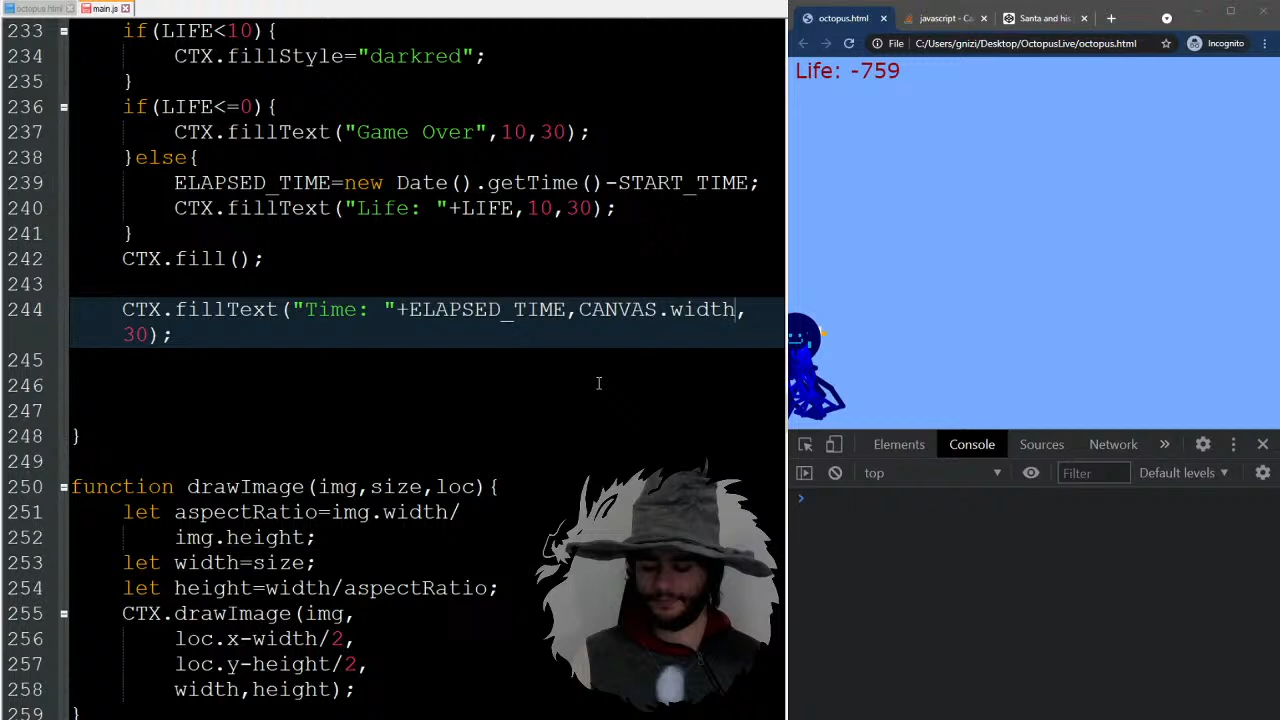 octopus.html
main.js
233 if(LIFE<10){
234 CTX.fillStyle="darkred";
235 }
236 if(LIFE<=0){
237 CTX.fillText("Game Over",10,30);
238 }else{
239 ELAPSED_TIME=new Date().getTime()-START_TIME;
240 CTX.fillText("Life: "+LIFE,10,30);
241 }
242 CTX.fill();
243
244 CTX.fillText("Time: "+ELAPSED_TIME,CANVAS.width,
30);
245
246
247
248 }
249
250 function drawImage(img,size,loc){
251 let aspectRatio=img.width/
252 img.height;
253 let width=size;
254 let height=width/aspectRatio;
255 CTX.drawImage(img,
256 loc.x-width/2,
257 loc.y-height/2,
258 width,height);
259 }
octopus.html
javascript - Ca
Santa and his
File C:/Users/gnizi/Desktop/OctopusLive/octopus.html
Incognito
Life: -759
Elements Console Sources Network
top Filter Default levels